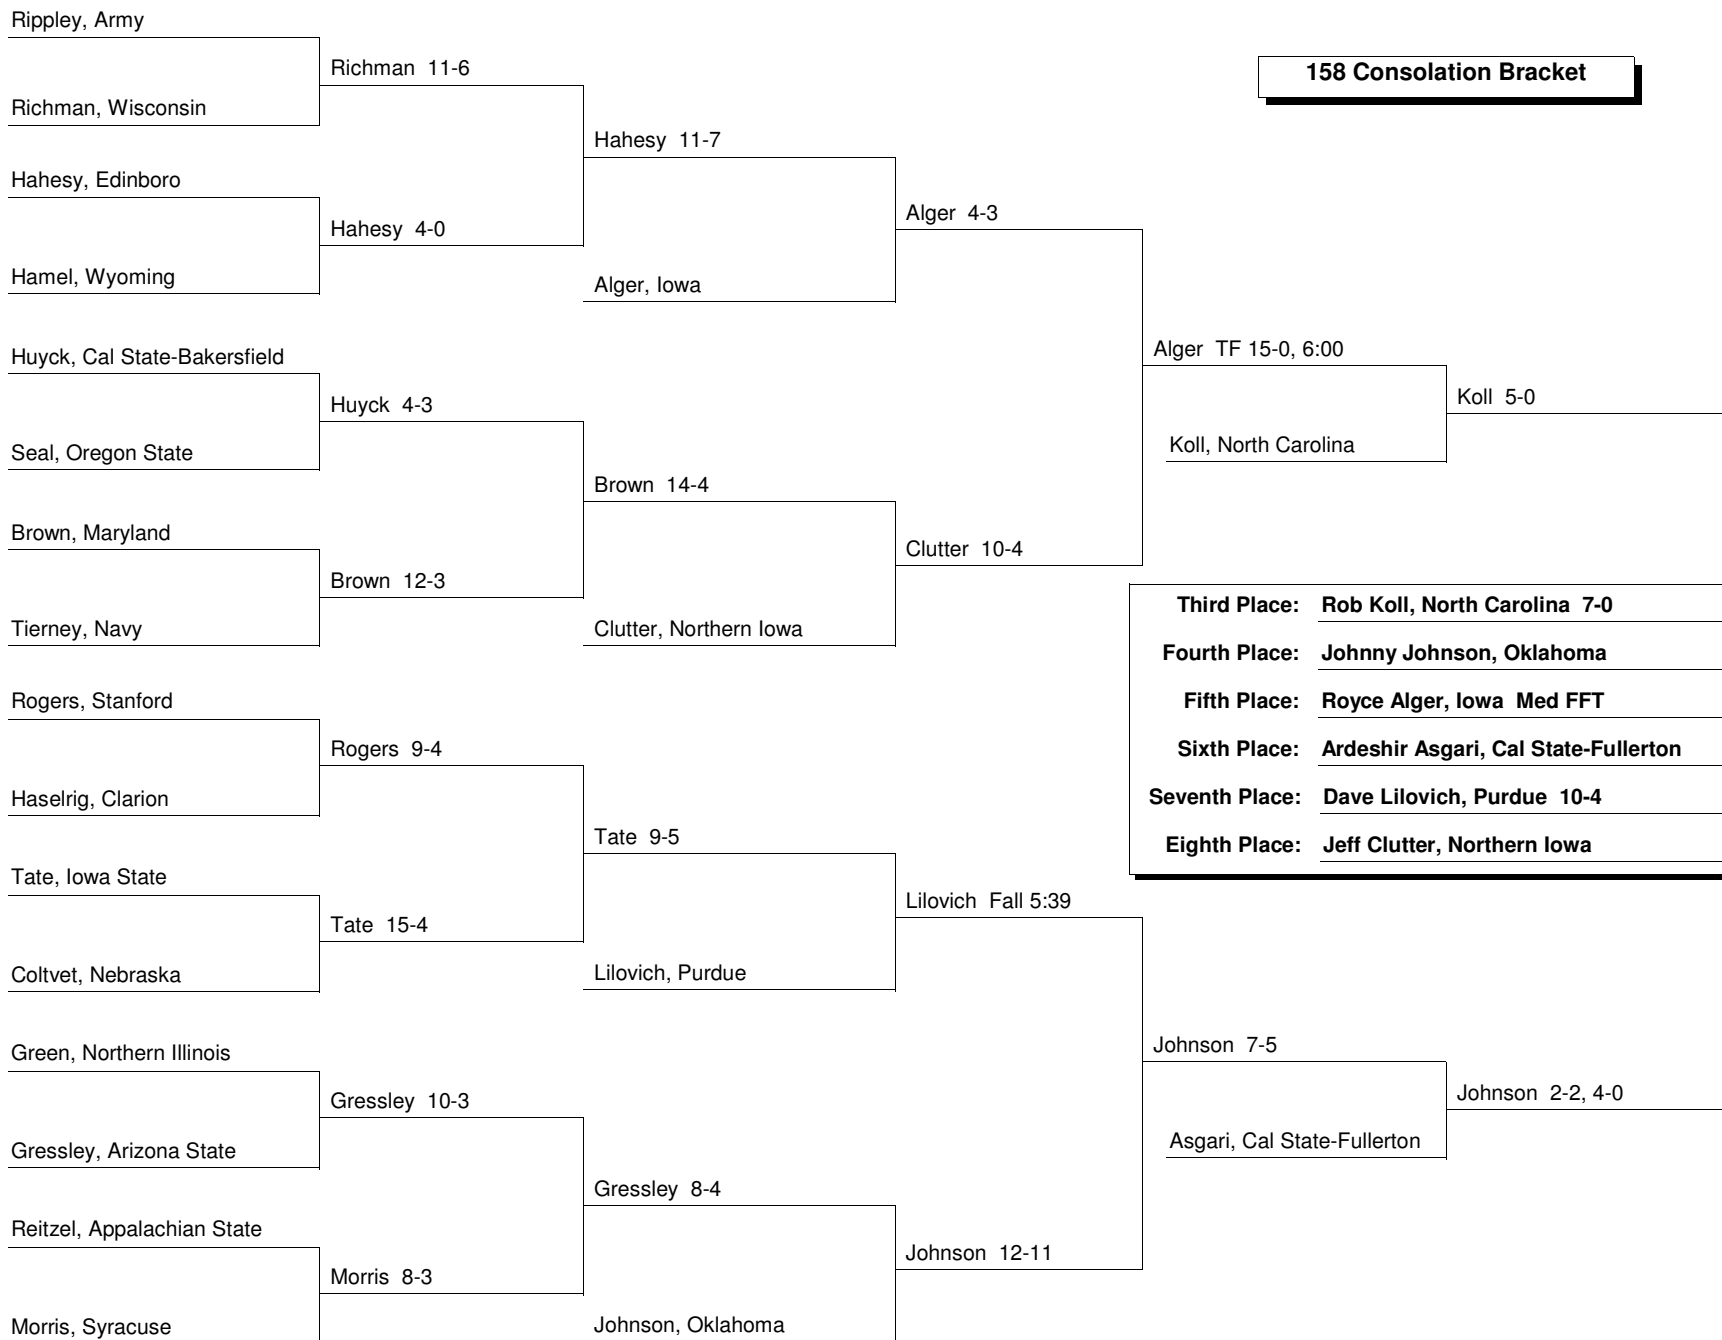 Rippley, Army
Richman 11-6
158 Consolation Bracket
Richman, Wisconsin
Hahesy 11-7
Hahesy, Edinboro
Alger 4-3
Hahesy 4-0
Hamel, Wyoming
Alger, Iowa
Huyck, Cal State-Bakersfield
Alger TF 15-0, 6:00
Huyck 4-3
Koll 5-0
Seal, Oregon State
Koll, North Carolina
Brown 14-4
Brown, Maryland
Clutter 10-4
Brown 12-3
Tierney, Navy
Clutter, Northern Iowa
Third Place: Rob Koll, North Carolina 7-0
Fourth Place: Johnny Johnson, Oklahoma
Fifth Place: Royce Alger, Iowa Med FFT
Sixth Place: Ardeshir Asgari, Cal State-Fullerton
Seventh Place: Dave Lilovich, Purdue 10-4
Eighth Place: Jeff Clutter, Northern Iowa
Rogers, Stanford
Rogers 9-4
Haselrig, Clarion
Tate 9-5
Tate, Iowa State
Lilovich Fall 5:39
Tate 15-4
Coltvet, Nebraska
Lilovich, Purdue
Green, Northern Illinois
Johnson 7-5
Gressley 10-3
Johnson 2-2, 4-0
Gressley, Arizona State
Asgari, Cal State-Fullerton
Gressley 8-4
Reitzel, Appalachian State
Johnson 12-11
Morris 8-3
Morris, Syracuse
Johnson, Oklahoma